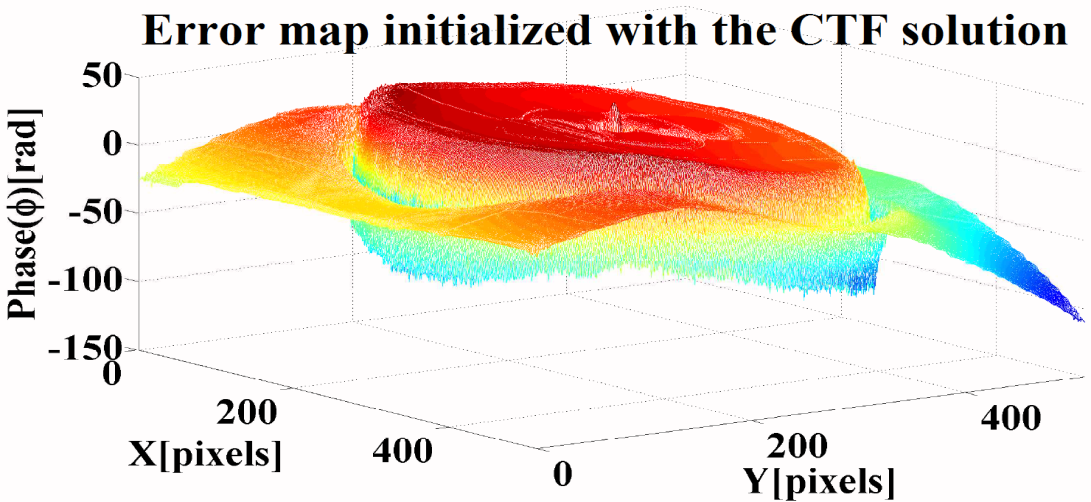 Error map initialized with the CTF solution
50
0
-50
-100
-150
Phase(ϕ)[rad]
0
200
400
X[pixels]
0
200
400
Y[pixels]